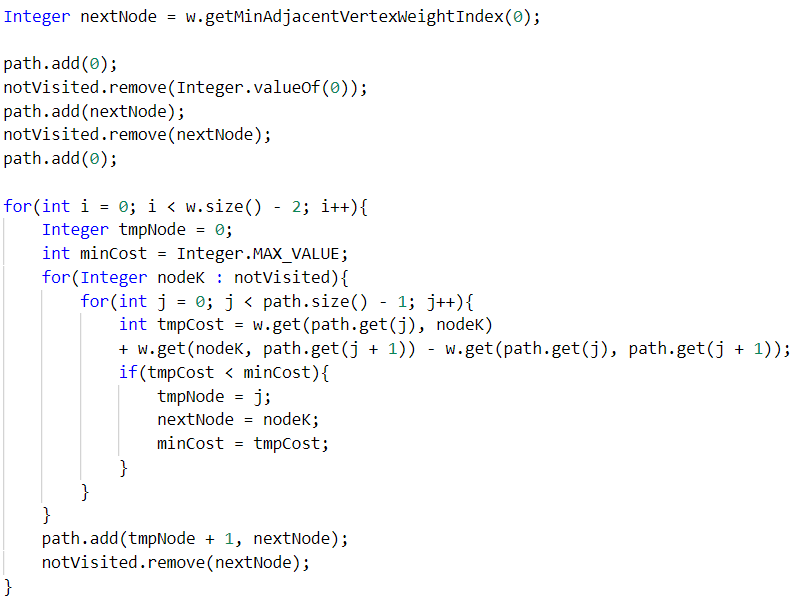 Integer nextNode = w.getMinAdjacentVertexWeightIndex(0);

path.add(0);
notVisited.remove(Integer.valueOf(0));
path.add(nextNode);
notVisited.remove(nextNode);
path.add(0);

for(int i = 0; i < w.size() - 2; i++){
    Integer tmpNode = 0;
    int minCost = Integer.MAX_VALUE;
    for(Integer nodeK : notVisited){
        for(int j = 0; j < path.size() - 1; j++){
            int tmpCost = w.get(path.get(j), nodeK)
            + w.get(nodeK, path.get(j + 1)) - w.get(path.get(j), path.get(j + 1));
            if(tmpCost < minCost){
                tmpNode = j;
                nextNode = nodeK;
                minCost = tmpCost;
            }
        }
    }
    path.add(tmpNode + 1, nextNode);
    notVisited.remove(nextNode);
}